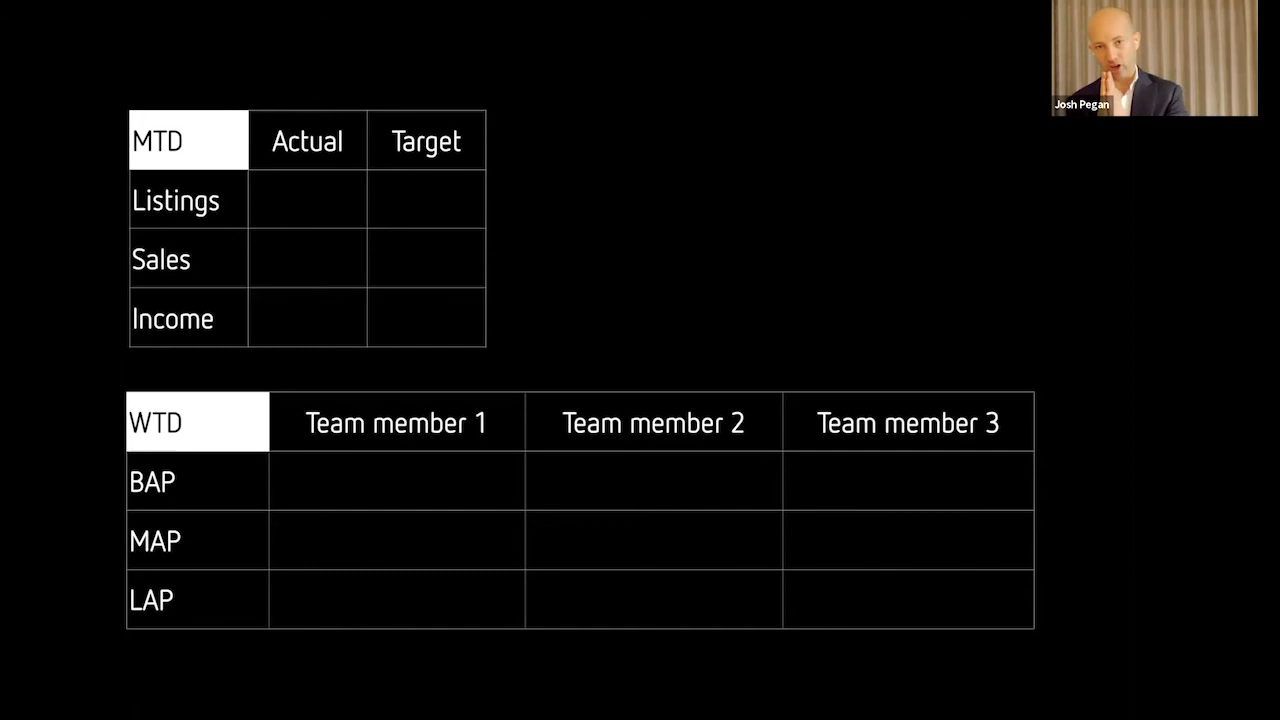 Josh Pegan
MTD Actual Target
Listings
Sales
Income
WTD Team member 1 Team member 2 Team member 3
BAP
MAP
LAP